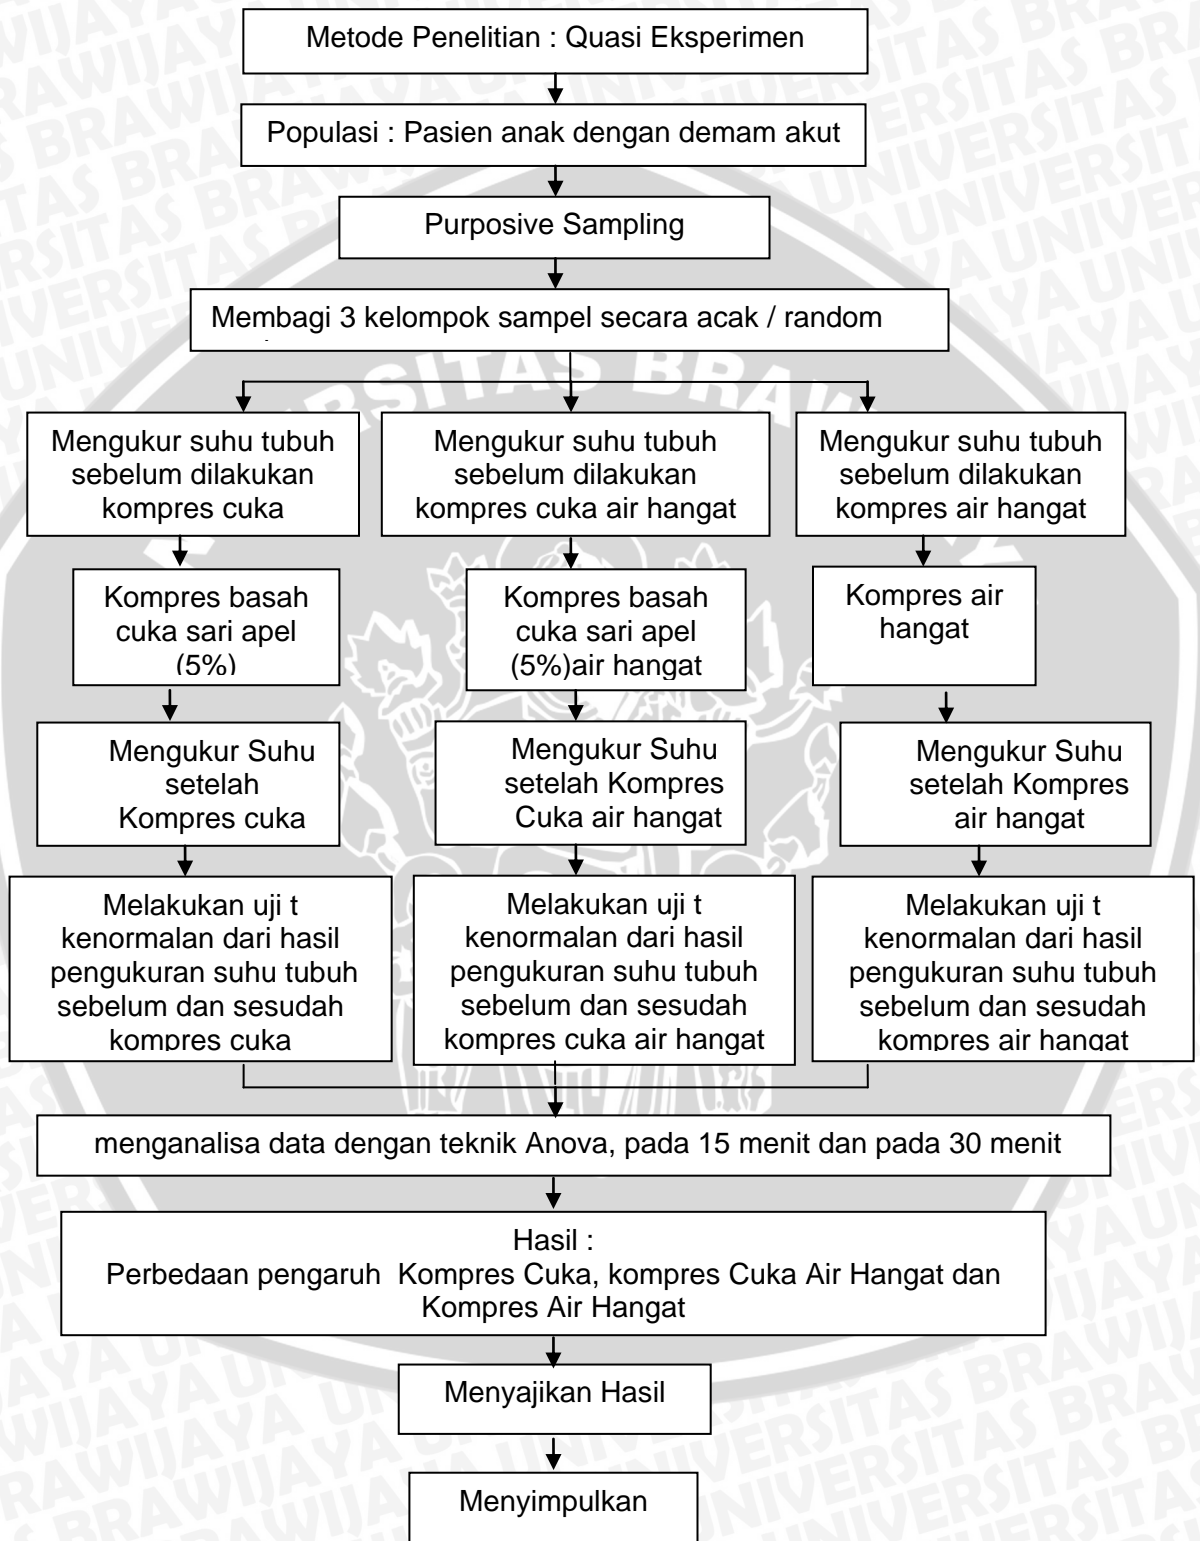 Metode Penelitian : Quasi Eksperimen
Populasi : Pasien anak dengan demam akut
Purposive Sampling
Membagi 3 kelompok sampel secara acak / random
Mengukur suhu tubuh
sebelum dilakukan
kompres cuka
Mengukur suhu tubuh
sebelum dilakukan
kompres cuka air hangat
Mengukur suhu tubuh
sebelum dilakukan
kompres air hangat
Kompres basah
cuka sari apel
(5%)
Kompres basah
cuka sari apel
(5%)air hangat
Kompres air
hangat
Mengukur Suhu
setelah
Kompres cuka
Mengukur Suhu
setelah Kompres
Cuka air hangat
Mengukur Suhu
setelah Kompres
air hangat
Melakukan uji t
kenormalan dari hasil
pengukuran suhu tubuh
sebelum dan sesudah
kompres cuka
Melakukan uji t
kenormalan dari hasil
pengukuran suhu tubuh
sebelum dan sesudah
kompres cuka air hangat
Melakukan uji t
kenormalan dari hasil
pengukuran suhu tubuh
sebelum dan sesudah
kompres air hangat
menganalisa data dengan teknik Anova, pada 15 menit dan pada 30 menit
Hasil :
Perbedaan pengaruh  Kompres Cuka, kompres Cuka Air Hangat dan
Kompres Air Hangat
Menyajikan Hasil
Menyimpulkan